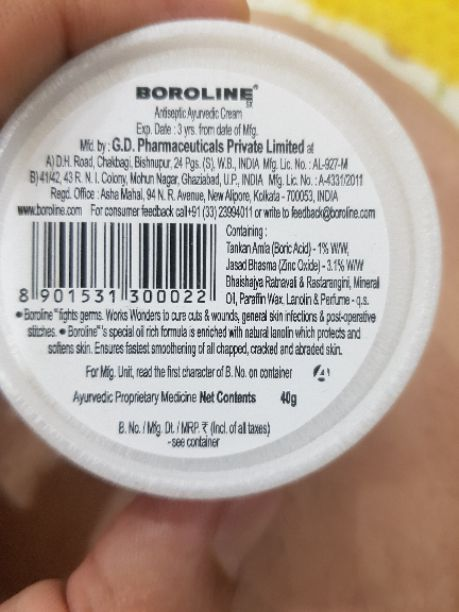 BOROLINE®
Antiseptic Ayurvedic Cream
Exp. Date : 3 yrs. from date of Mfg.
Mfd. by : G.D. Pharmaceuticals Private Limited at
A) D.H. Road, Chakbagi, Bishnupur, 24 Pgs. (S), W.B., INDIA Mfg. Lic. No. : AL-927-M
B) 41/42, 43 R. N. I. Colony, Mohun Nagar, Ghaziabad, U.P., INDIA Mfg. Lic. No. : A-4331/2011
Regd. Office : Asha Mahal, 94 N. R. Avenue, New Alipore, Kolkata - 700053, INDIA
www.boroline.com For consumer feedback call+91 (33) 23994011 or write to feedback@boroline.com
Containing :
Tankan Amla (Boric Acid) - 1% W/W,
Jasad Bhasma (Zinc Oxide) - 3.1% W/W
Bhaishajya Ratnavali & Rastarangini, Mineral
Oil, Paraffin Wax, Lanolin & Perfume - q.s.
8 901531 300022
• Boroline™ fights germs. Works Wonders to cure cuts & wounds, general skin infections & post-operative
stitches. • Boroline™'s special oil rich formula is enriched with natural lanolin which protects and
softens skin. Ensures fastest smoothering of all chapped, cracked and abraded skin.
For Mfg. Unit, read the first character of B. No. on container
Ayurvedic Proprietary Medicine Net Contents 40g
B. No. / Mfg. Dt. / MRP. ₹ (Incl. of all taxes)
-see container